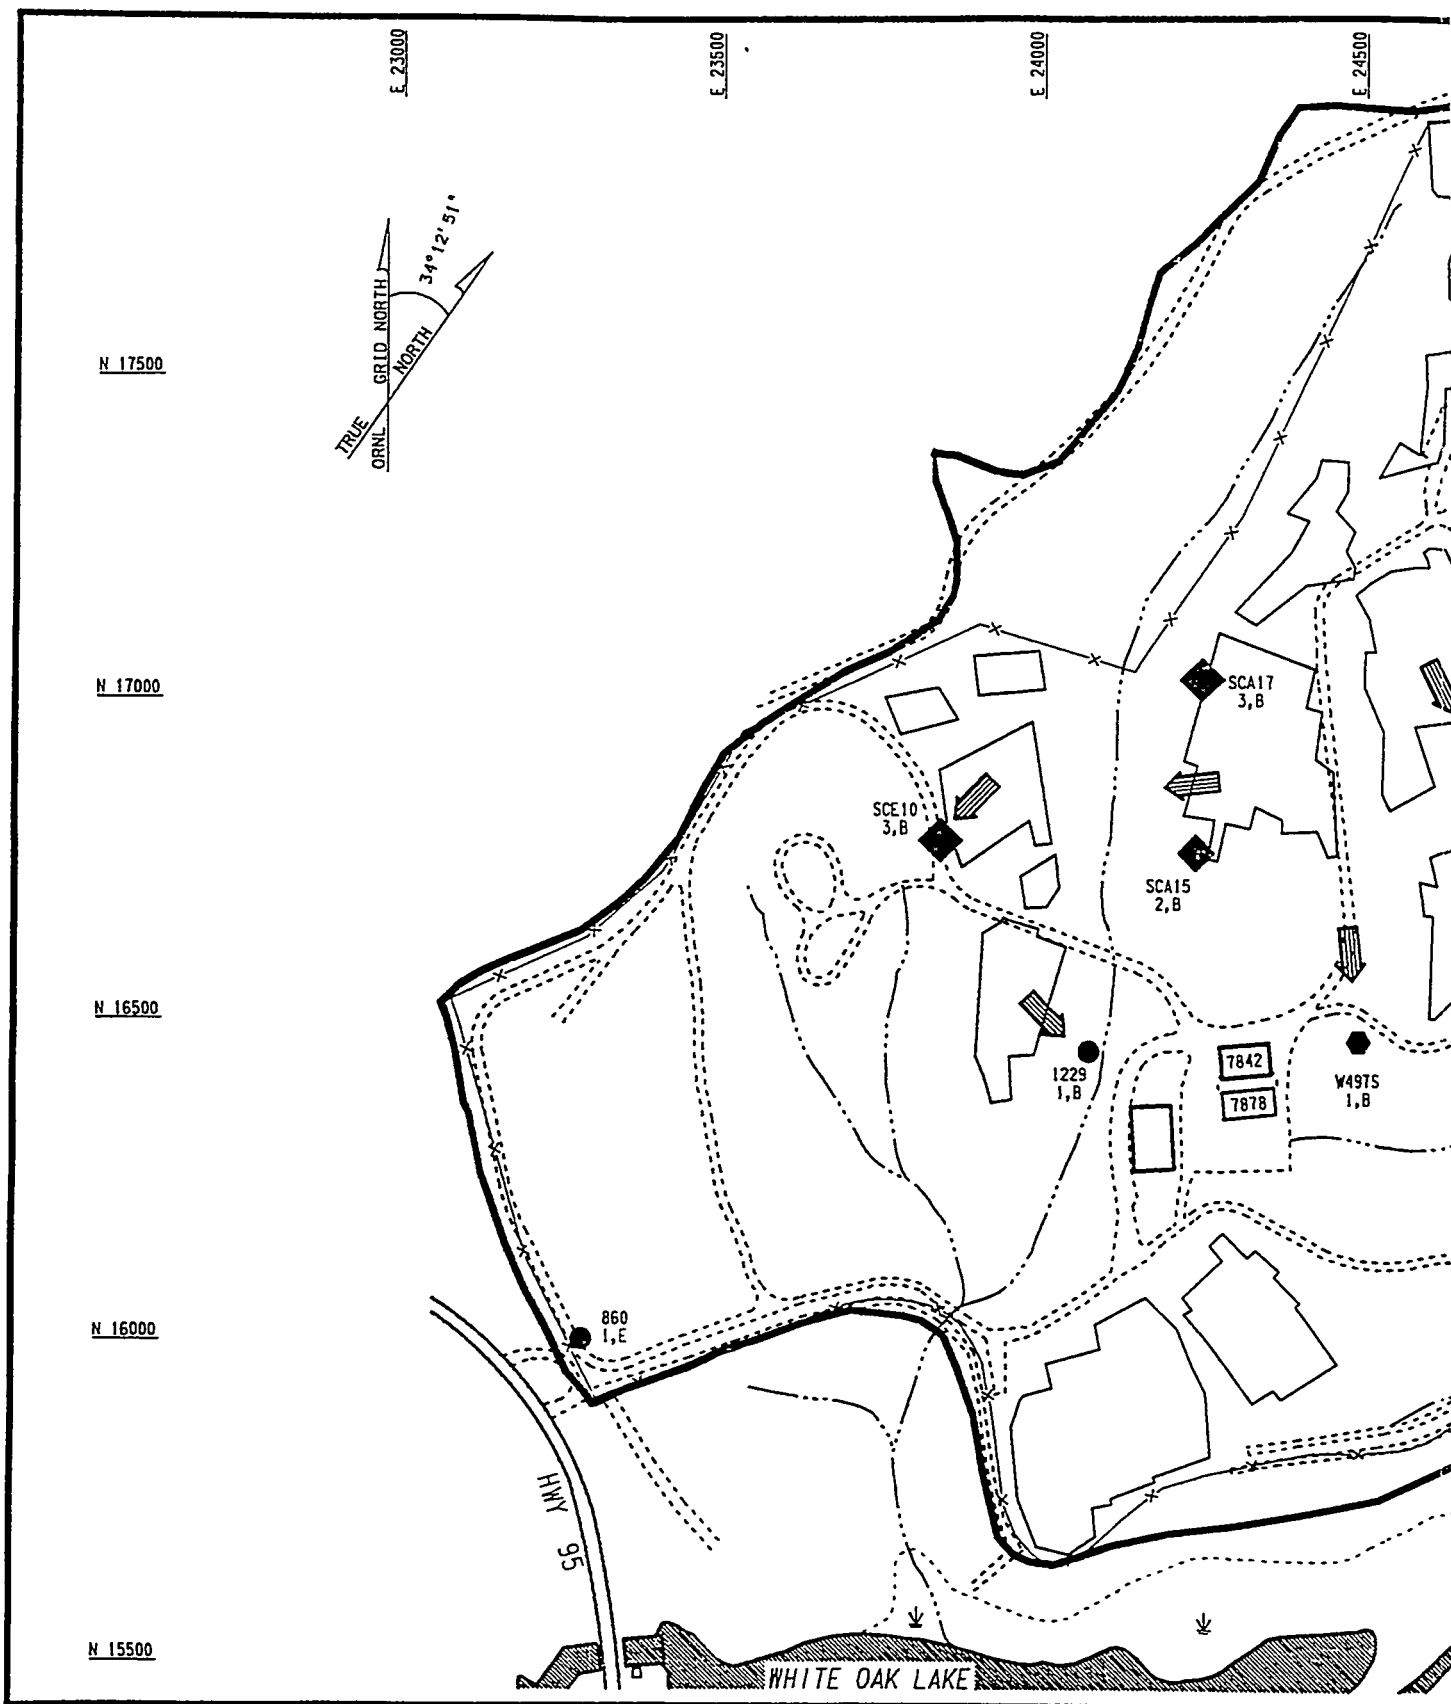 E 23000
E 23500
E 24000
E 24500
34°12'51"
TRUE NORTH
ORNL GRID NORTH
N 17500
N 17000
SCA17
3,B
SCE10
3,B
SCA15
2,B
N 16500
1229
1,B
7842
7878
W49TS
1,B
N 16000
860
1,E
HWY 95
N 15500
WHITE OAK LAKE